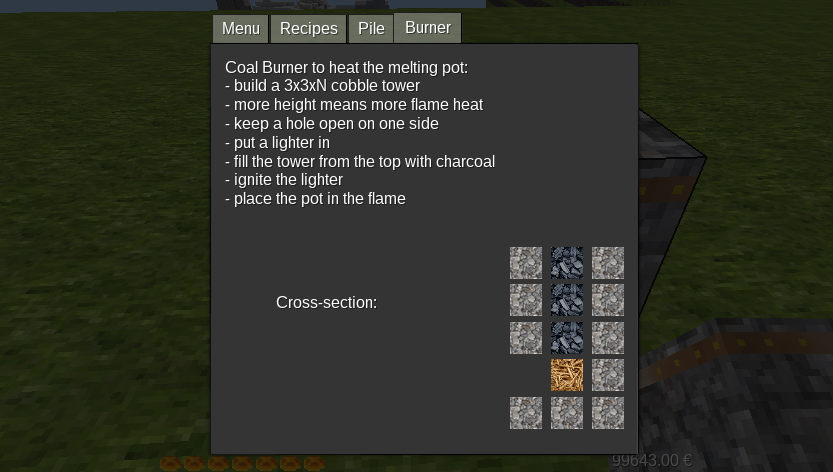 Menu Recipes Pile Burner
Coal Burner to heat the melting pot:
- build a 3x3xN cobble tower
- more height means more flame heat
- keep a hole open on one side
- put a lighter in
- fill the tower from the top with charcoal
- ignite the lighter
- place the pot in the flame
Cross-section:
99643.00 €